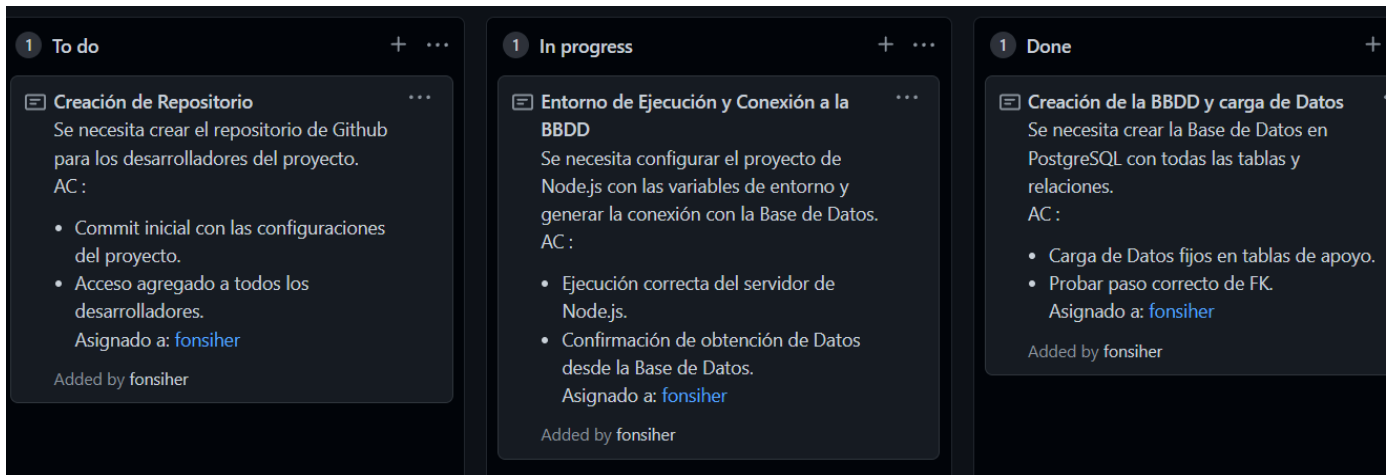 1 To do
Creación de Repositorio
Se necesita crear el repositorio de Github
para los desarrolladores del proyecto.
AC :
• Commit inicial con las configuraciones
del proyecto.
• Acceso agregado a todos los
desarrolladores.
Asignado a: fonsiher
Added by fonsiher
1 In progress
Entorno de Ejecución y Conexión a la
BBDD
Se necesita configurar el proyecto de
Node.js con las variables de entorno y
generar la conexión con la Base de Datos.
AC :
• Ejecución correcta del servidor de
Node.js.
• Confirmación de obtención de Datos
desde la Base de Datos.
Asignado a: fonsiher
Added by fonsiher
1 Done
Creación de la BBDD y carga de Datos
Se necesita crear la Base de Datos en
PostgreSQL con todas las tablas y
relaciones.
AC :
• Carga de Datos fijos en tablas de apoyo.
• Probar paso correcto de FK.
Asignado a: fonsiher
Added by fonsiher